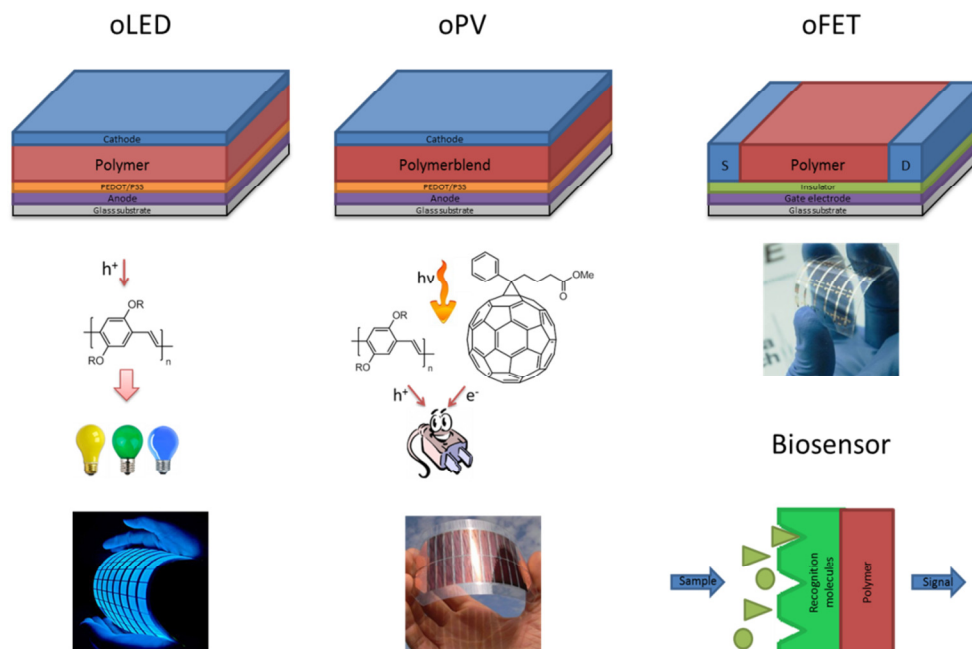 oLED
Cathode
Polymer
PEDOT/PSS
Anode
Glass substrate
h+
OR
RO
n
oPV
Cathode
Polymerblend
PEDOT/PSS
Anode
Glass substrate
hν
OMe
O
OR
RO
n
h+
e-
oFET
S
Polymer
D
Insulator
Gate electrode
Glass substrate
Biosensor
Sample
Recognition
molecules
Polymer
Signal